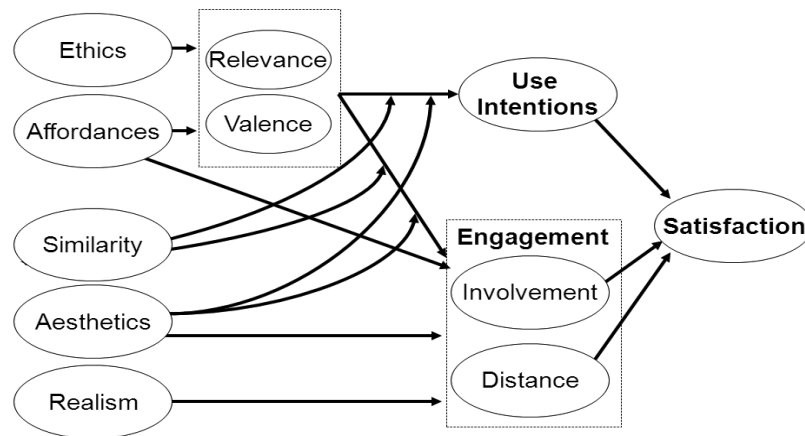 Ethics
Affordances
Similarity
Aesthetics
Realism
Relevance
Valence
Use
Intentions
Engagement
Involvement
Distance
Satisfaction